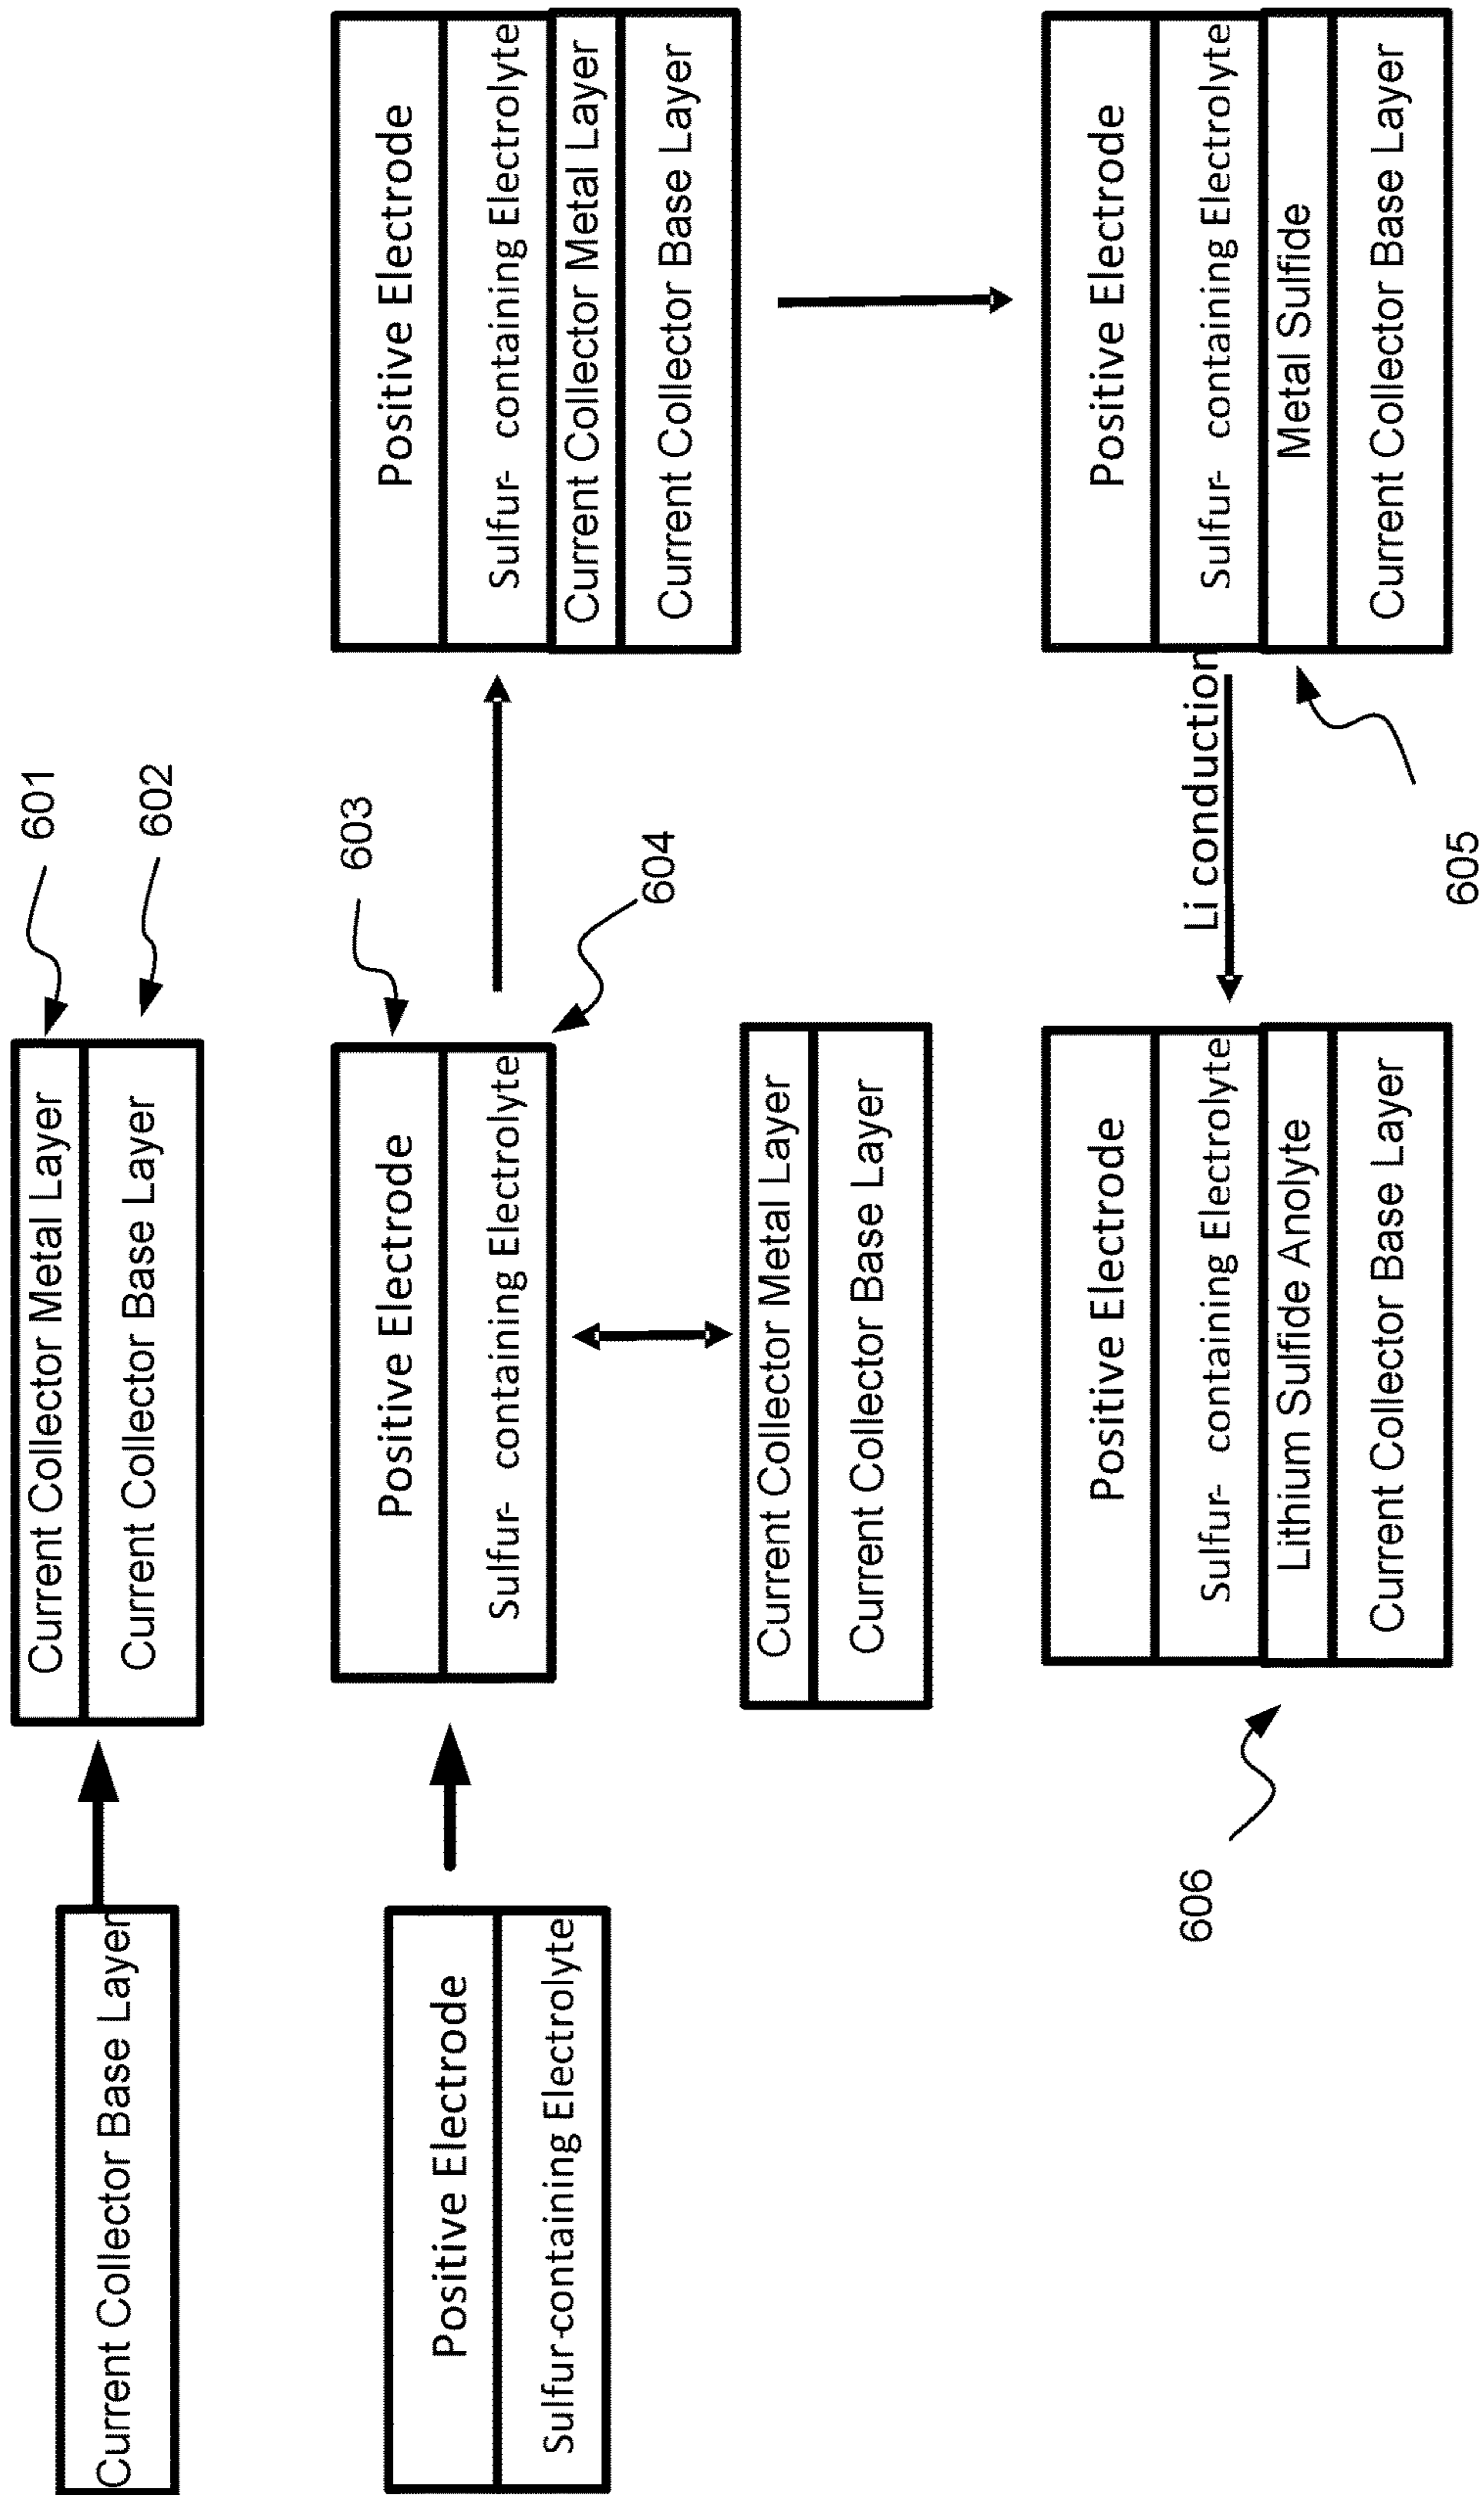 Current Collector Base Layer
Current Collector Metal Layer
Current Collector Base Layer
601
602
Positive Electrode
Sulfur-containing Electrolyte
Positive Electrode
Sulfur- containing Electrolyte
603
604
Current Collector Metal Layer
Current Collector Base Layer
Positive Electrode
Sulfur- containing Electrolyte
Current Collector Metal Layer
Current Collector Base Layer
606
Positive Electrode
Sulfur- containing Electrolyte
Lithium Sulfide Anolyte
Current Collector Base Layer
Li conduction
605
Positive Electrode
Sulfur- containing Electrolyte
Metal Sulfide
Current Collector Base Layer